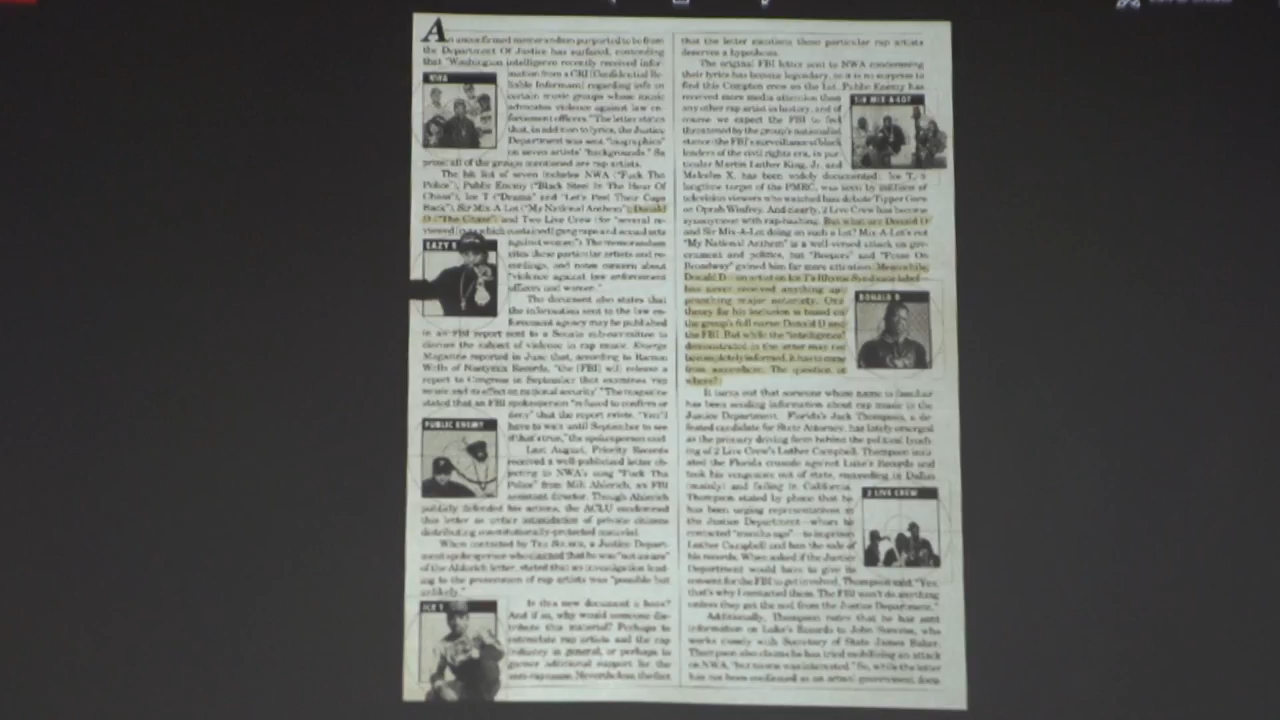 An unconfirmed memorandum purported to be from
the Department Of Justice has surfaced, contending
that "Washington intelligence recently received infor-
NWA
mation from a CRI [Confidential Re-
liable Informant] regarding info on
certain music groups whose music
advocates violence against law en-
forcement officers." The letter states
that, in addition to lyrics, the Justice
Department was sent "biographies"
on seven artists' "backgrounds." Su
prise: all of the groups mentioned are rap artists.
The hit list of seven includes NWA ("Fuck Tha
Police"), Public Enemy ("Black Steel In The Hour Of
Chaos"), Ice T ("Drama" and "Let's Peel Their Caps
Back"), Sir Mix-A-Lot ("My National Anthem"), Donald
D ("The Chase") and Two Live Crew (for "several re-
viewed [sic] which contained gang rape and sexual acts
EAZY E
against women"). The memorandum
cites these particular artists and re-
cordings, and notes concern about
"violence against law enforcement
officers and women."
The document also states that
the information sent to the law en-
forcement agency may be published
in an FBI report sent to a Senate sub-committee to
discuss the subject of violence in rap music. Emerge
Magazine reported in June that, according to Ramon
Wells of Nastymix Records, "the [FBI] will release a
report to Congress in September that examines 'rap
music and its effect on national security.'" The magazine
stated that an FBI spokesperson "refused to confirm or
PUBLIC ENEMY
deny" that the report exists. "You'll
have to wait until September to see
if that's true," the spokesperson said.
Last August, Priority Records
received a well-publicized letter ob-
jecting to NWA's song "Fuck Tha
Police" from Milt Ahlerich, an FBI
assistant director. Though Ahlerich
publicly defended his actions, the ACLU condemned
this letter as unfair intimidation of private citizens
distributing constitutionally-protected material.
When contacted by The Source, a Justice Depart-
ment spokesperson who claimed that he was "not aware"
of the Ahlerich letter, stated that an investigation lead-
ing to the prosecution of rap artists was "possible but
unlikely."
ICE T
Is this new document a hoax?
And if so, why would someone dis-
tribute this material? Perhaps to
intimidate rap artists and the rap
industry in general, or perhaps to
garner additional support for the
anti-rap cause. Nevertheless, the fact
that the letter mentions these particular rap artists
deserves a hypothesis.
The original FBI letter sent to NWA condemning
their lyrics has become legendary, so it is no surprise to
find this Compton crew on the list. Public Enemy has
received more media attention than
SIR MIX-A-LOT
any other rap artist in history, and of
course we expect the FBI to feel
threatened by the group's nationalist
stance (the FBI's surveillance of black
leaders of the civil rights era, in par
ticular Martin Luther King, Jr. and
Malcolm X, has been widely documented). Ice T, a
longtime target of the PMRC, was seen by millions of
television viewers who watched him debate Tipper Gore
on Oprah Winfrey. And clearly, 2 Live Crew has become
synonymous with rap-bashing. But what are Donald D
and Sir Mix-A-Lot doing on such a list? Mix-A-Lot's cut
"My National Anthem" is a well-versed attack on gov-
ernment and politics, but "Beepers" and "Posse On
Broadway" gained him far more attention. Meanwhile,
Donald D—an artist on Ice T's Rhyme Syndicate label—
has never received anything ap-
proaching major notoriety. One
DONALD D
theory for his inclusion is based on
the group's full name: Donald D and
the FBI. But while the "intelligence"
demonstrated in the letter may not
be completely informed, it has to come
from somewhere. The question is:
where?
It turns out that someone whose name is familiar
has been sending information about rap music to the
Justice Department. Florida's Jack Thompson, a de-
feated candidate for State Attorney, has lately emerged
as the primary driving force behind the political lynch-
ing of 2 Live Crew's Luther Campbell. Thompson initi-
ated the Florida crusade against Luke's Records and
took his vengeance out of state, succeeding in Dallas
(mainly) and failing in California.
2 LIVE CREW
Thompson stated by phone that he
has been urging representatives at
the Justice Department—whom he
contacted "months ago"—to imprison
Luther Campbell and ban the sale of
his records. When asked if the Justice
Department would have to give its
consent for the FBI to get involved, Thompson said, "Yes,
that's why I contacted them. The FBI won't do anything
unless they get the nod from the Justice Department."
Additionally, Thompson notes that he has sent
information on Luke's Records to John Sununu, who
works closely with Secretary of State James Baker.
Thompson also claims he has tried mobilizing an attack
on NWA, "but no one was interested." So, while the letter
has not been confirmed as an actual government docu